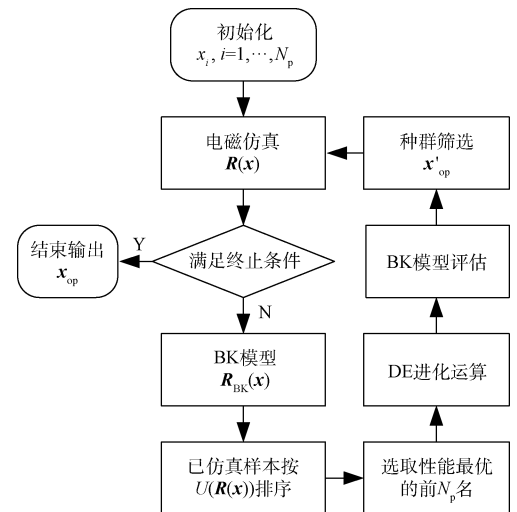 初始化
xᵢ, i=1,⋯,Nₚ
电磁仿真
R(x)
满足终止条件
Y
结束输出
x_op
N
BK模型
R_BK(x)
已仿真样本按
U(R(x))排序
选取性能最优
的前Nₚ名
DE进化运算
BK模型评估
种群筛选
x'_op